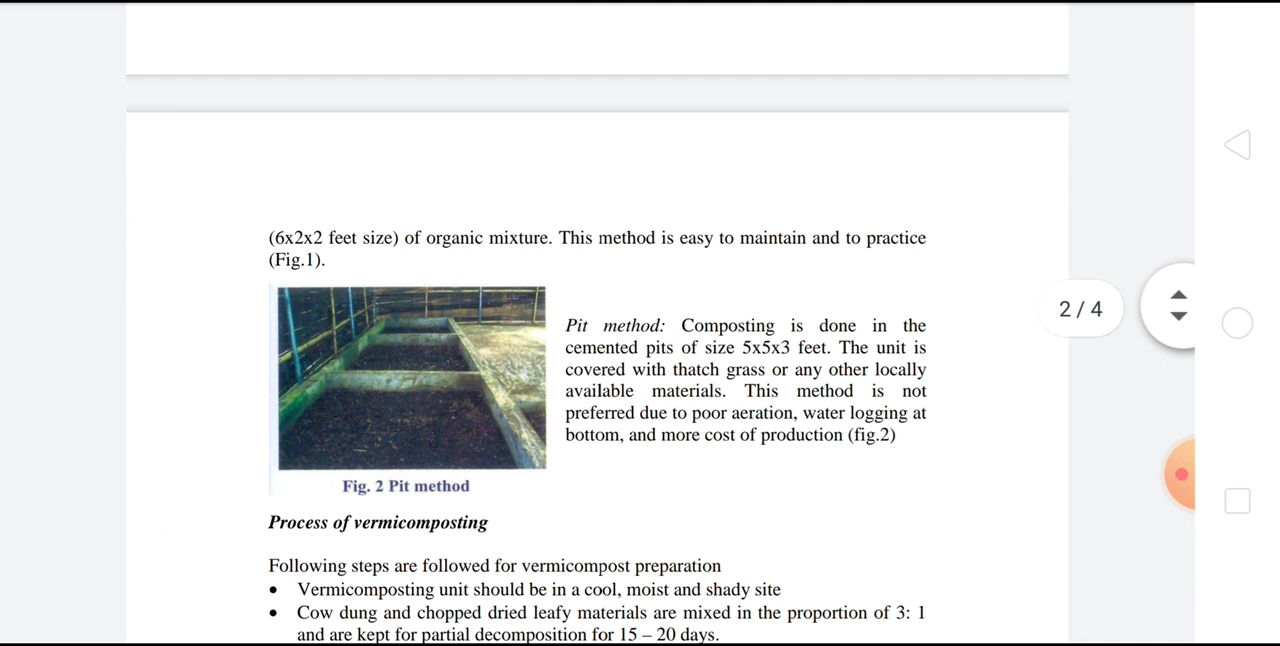 (6x2x2 feet size) of organic mixture. This method is easy to maintain and to practice
(Fig.1).
Pit method: Composting is done in the
cemented pits of size 5x5x3 feet. The unit is
covered with thatch grass or any other locally
available materials. This method is not
preferred due to poor aeration, water logging at
bottom, and more cost of production (fig.2)
Fig. 2 Pit method
Process of vermicomposting
Following steps are followed for vermicompost preparation
• Vermicomposting unit should be in a cool, moist and shady site
• Cow dung and chopped dried leafy materials are mixed in the proportion of 3: 1
and are kept for partial decomposition for 15 – 20 days.
2 / 4